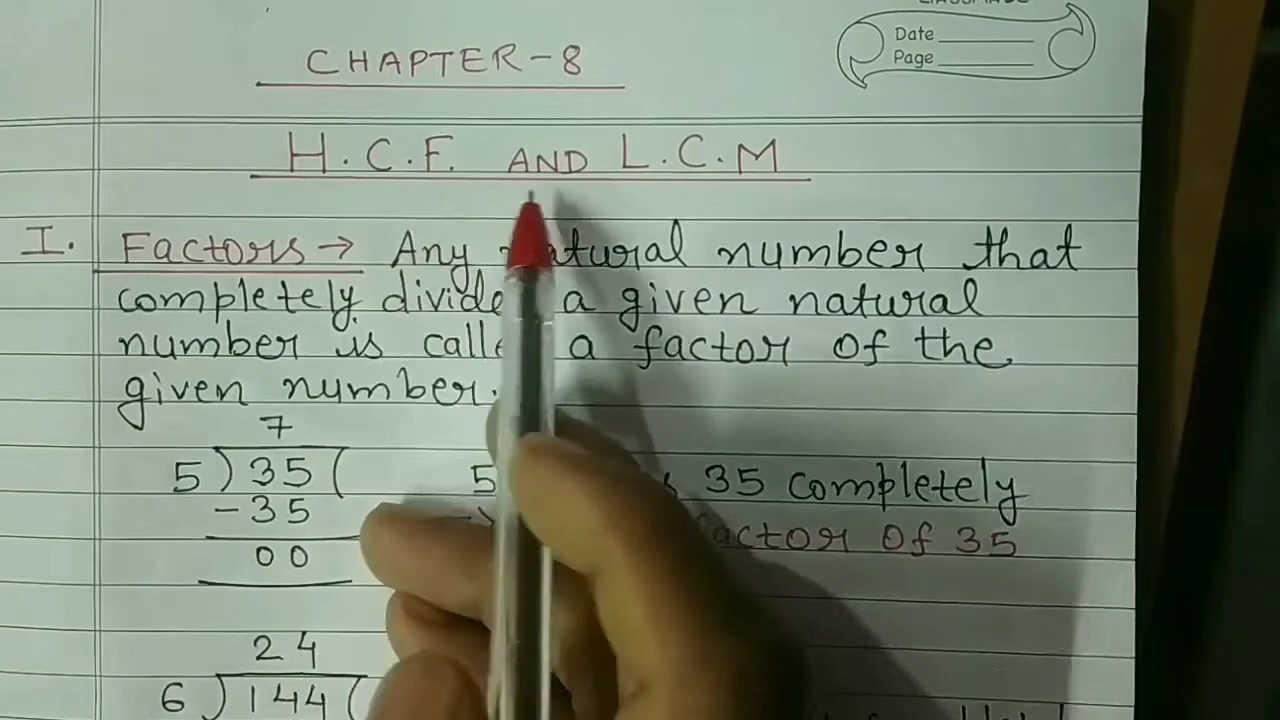 Date
Page
CHAPTER-8
H.C.F. AND L.C.M
I. Factors → Any natural number that
completely divide a given natural
number is a factor of the
given number.
7
5 ) 35 ( 5 35 completely
-35 factor of 35
00
24
6 ) 144 (